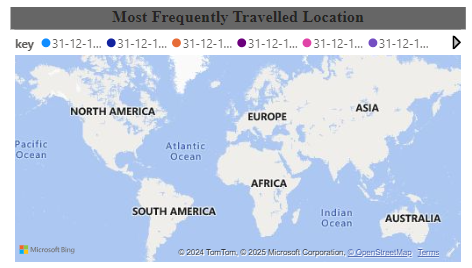 Most Frequently Travelled Location
key 31-12-1... 31-12-1... 31-12-1... 31-12-1... 31-12-1... 31-12-1...
NORTH AMERICA
EUROPE
ASIA
Pacific
Ocean
Atlantic
Ocean
AFRICA
SOUTH AMERICA
Indian
Ocean
AUSTRALIA
Microsoft Bing
© 2024 TomTom, © 2025 Microsoft Corporation, © OpenStreetMap Terms